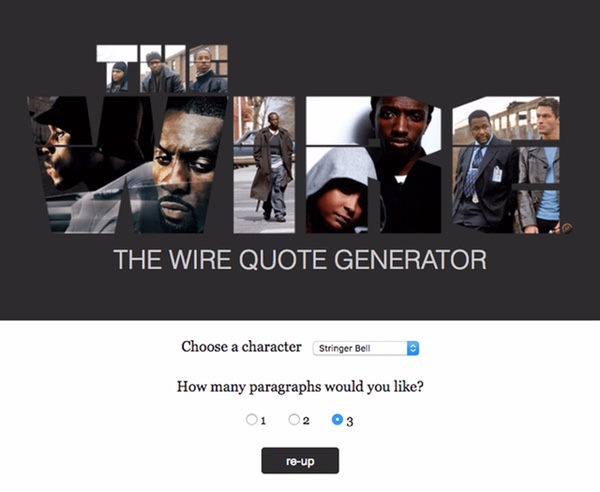 THE
WIRE
THE WIRE QUOTE GENERATOR
Choose a character Stringer Bell
How many paragraphs would you like?
1 2 3
re-up